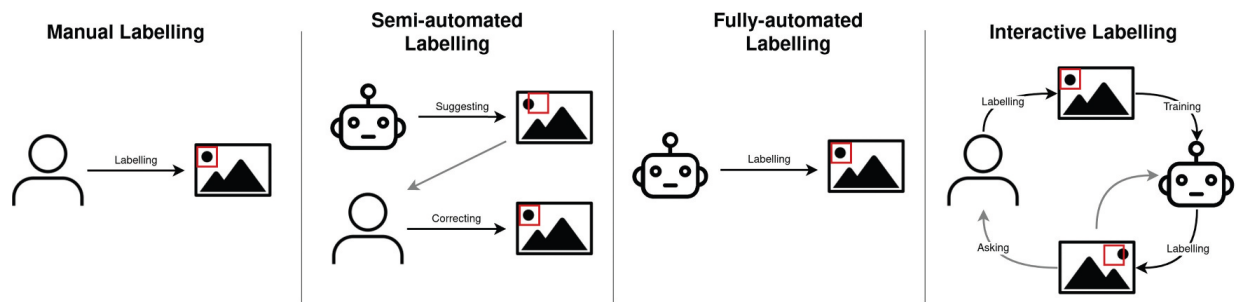 Manual Labelling
Labelling
Semi-automated
Labelling
Suggesting
Correcting
Fully-automated
Labelling
Labelling
Interactive Labelling
Labelling
Training
Asking
Labelling